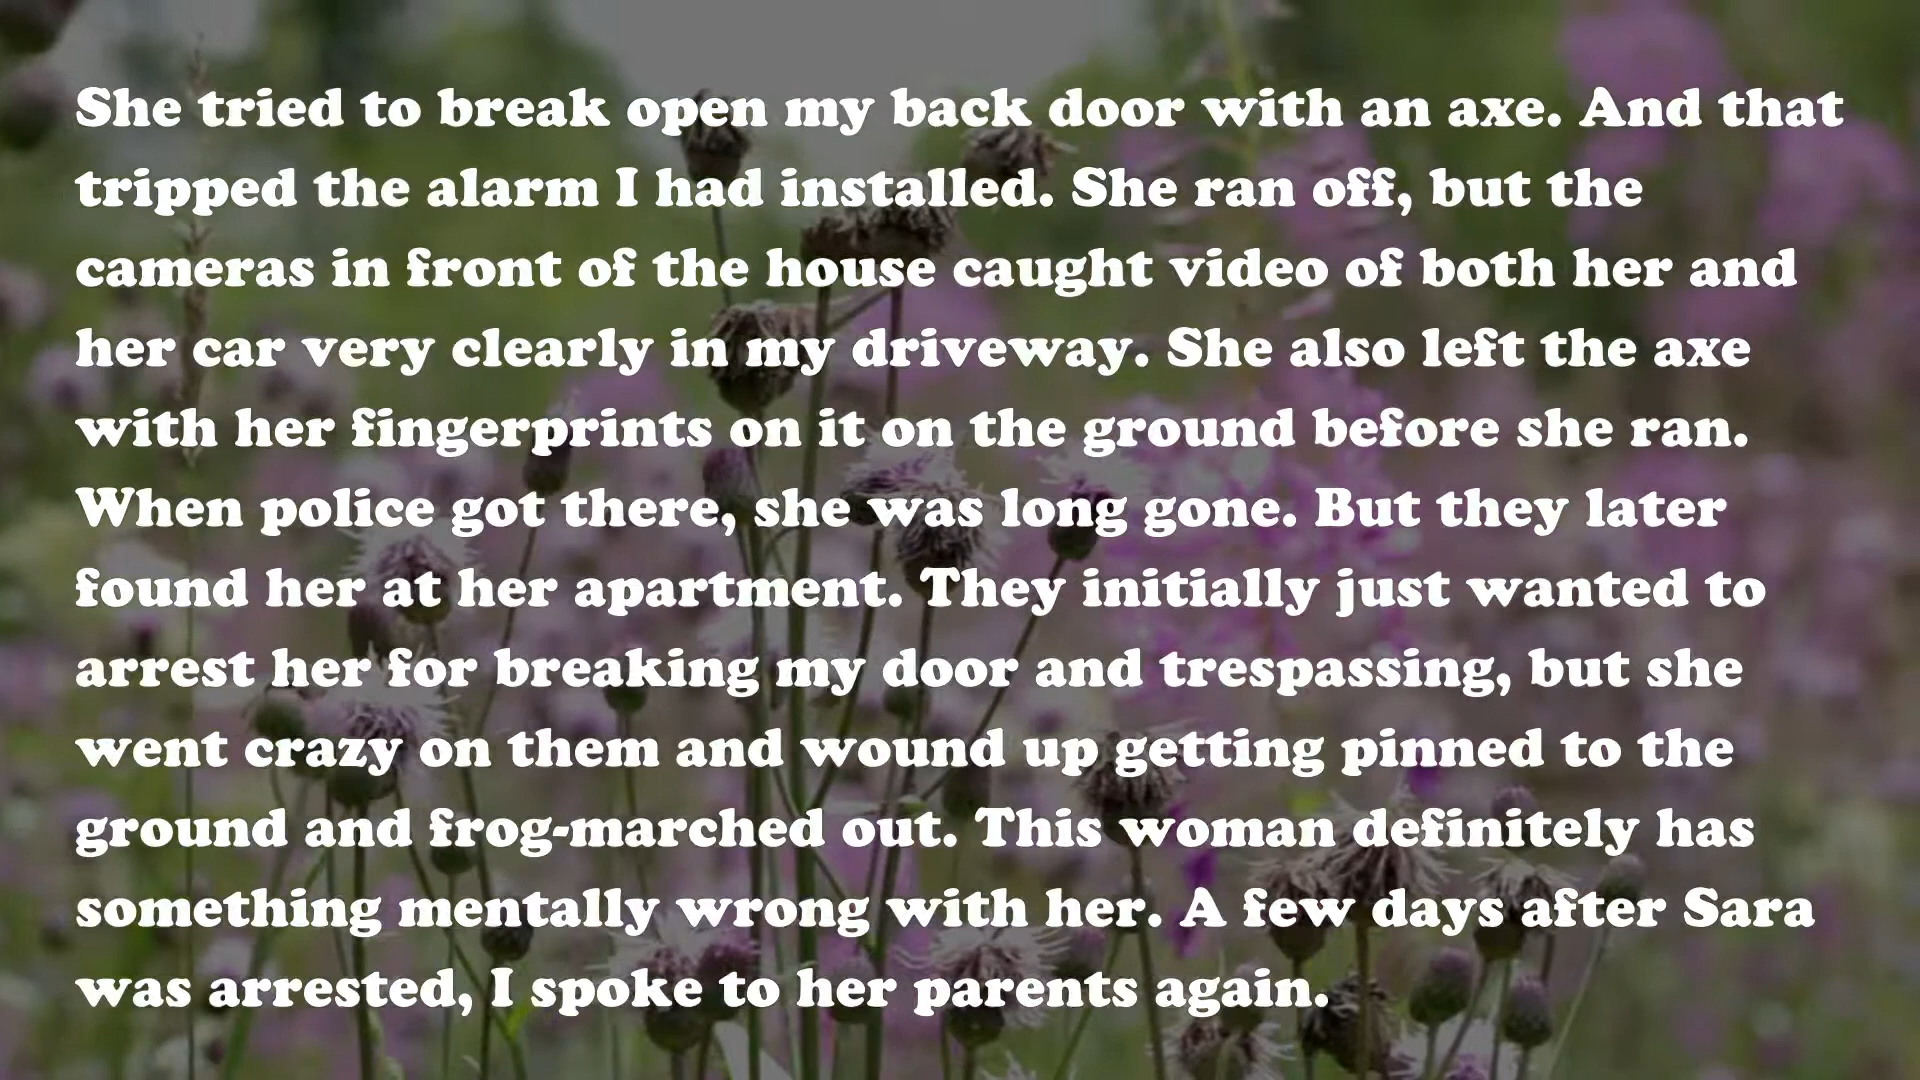 She tried to break open my back door with an axe. And that
tripped the alarm I had installed. She ran off, but the
cameras in front of the house caught video of both her and
her car very clearly in my driveway. She also left the axe
with her fingerprints on it on the ground before she ran.
When police got there, she was long gone. But they later
found her at her apartment. They initially just wanted to
arrest her for breaking my door and trespassing, but she
went crazy on them and wound up getting pinned to the
ground and frog-marched out. This woman definitely has
something mentally wrong with her. A few days after Sara
was arrested, I spoke to her parents again.